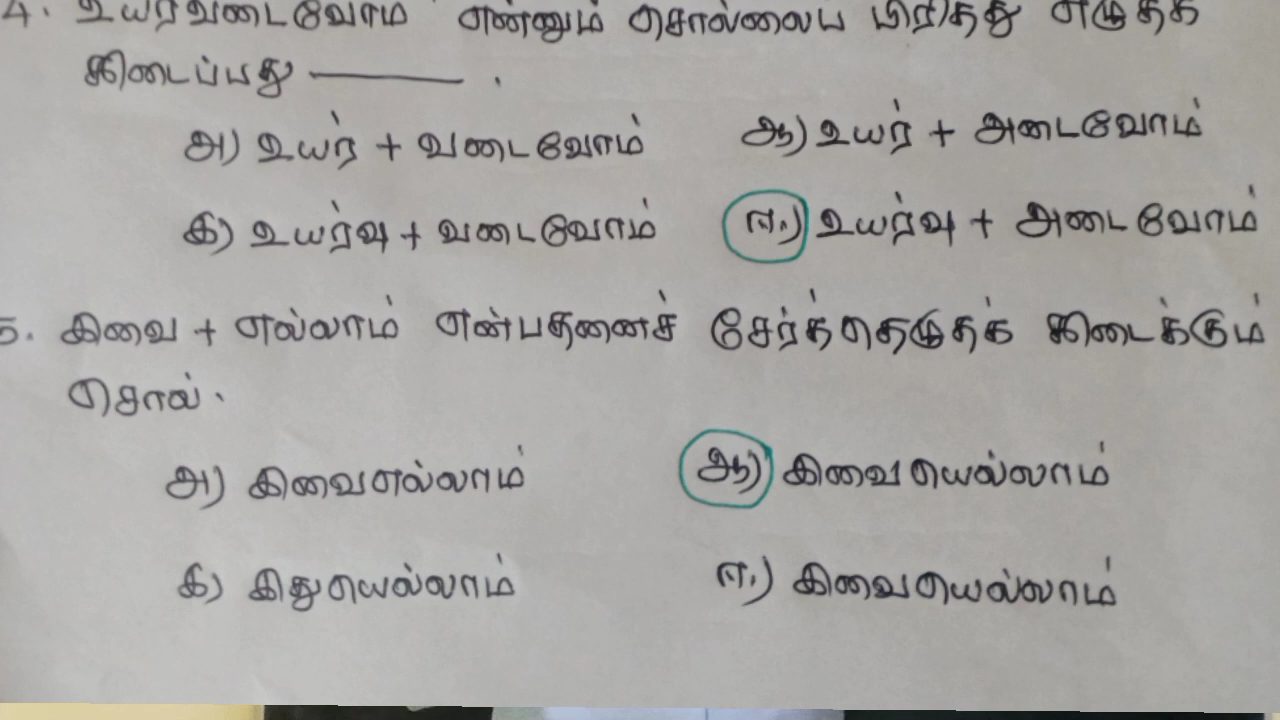 4. உயர்வடைவோம் என்னும் சொல்லைப் பிரித்து எழுதக்
கிடைப்பது ———— .
அ) உயர் + வடைவோம் ஆ) உயர் + அடைவோம்
இ) உயர்வு + வடைவோம் ஈ) உயர்வு + அடைவோம்
5. இவை + எல்லாம் என்பதனைச் சேர்த்தெழுதக் கிடைக்கும்
சொல்.
அ) இவைஎல்லாம் ஆ) இவையெல்லாம்
இ) இதுயெல்லாம் ஈ) இவையெல்லாம்